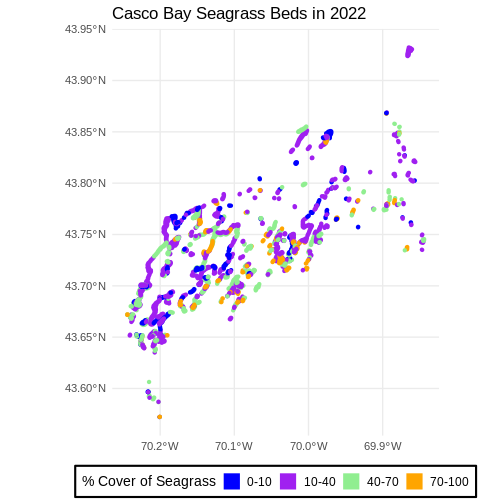 Casco Bay Seagrass Beds in 2022
43.95°N
43.90°N
43.85°N
43.80°N
43.75°N
43.70°N
43.65°N
43.60°N
70.2°W 70.1°W 70.0°W 69.9°W
% Cover of Seagrass 0-10 10-40 40-70 70-100